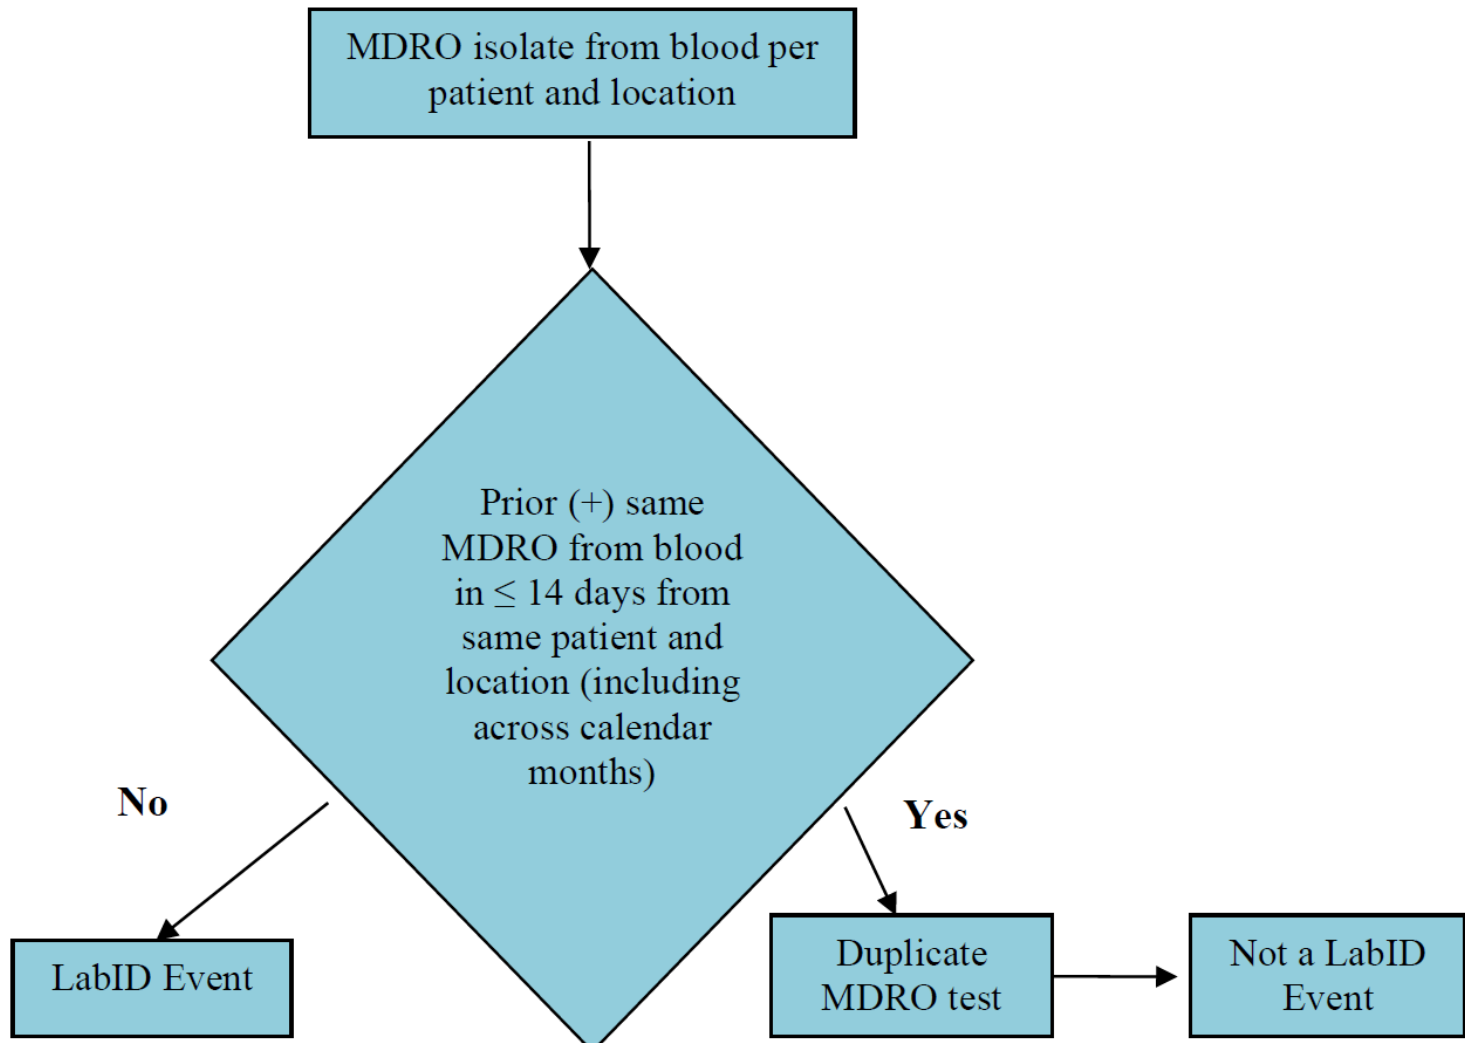 MDRO isolate from blood per
patient and location
Prior (+) same
MDRO from blood
in ≤ 14 days from
same patient and
location (including
across calendar
months)
No
Yes
LabID Event
Duplicate
MDRO test
Not a LabID
Event